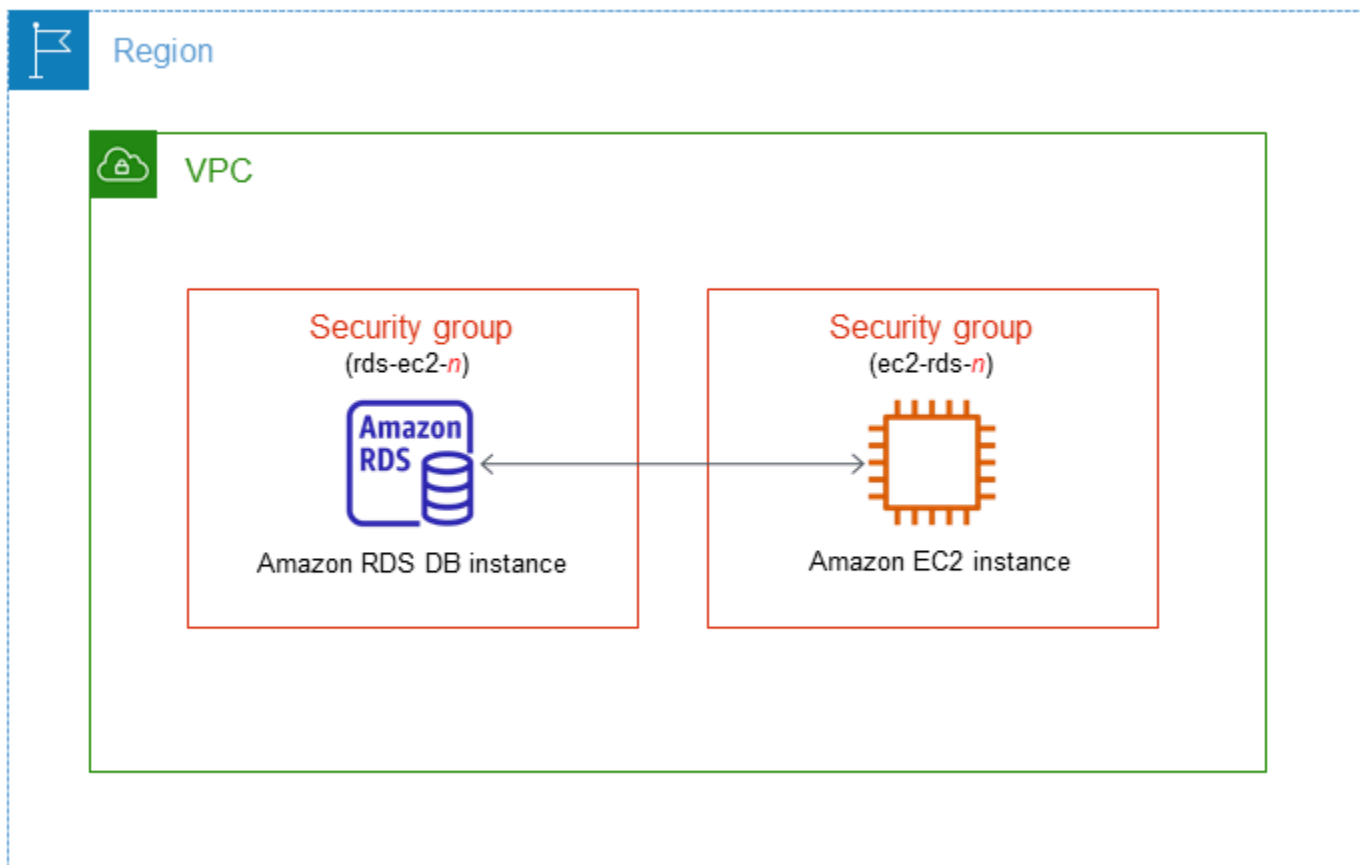 Region
VPC
Security group
(rds-ec2-n)
Amazon
RDS
Amazon RDS DB instance
Security group
(ec2-rds-n)
Amazon EC2 instance